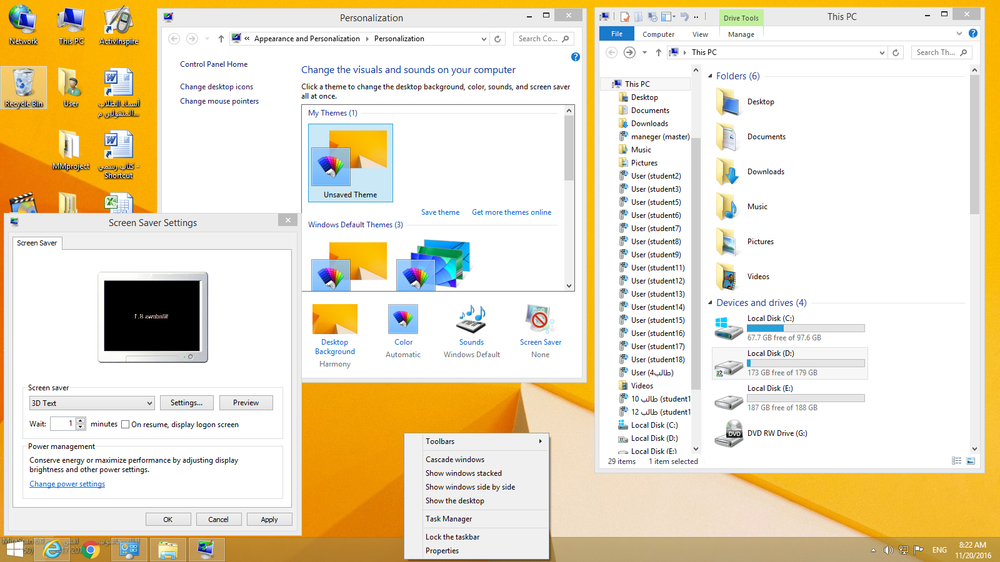 Network
This PC
ActivInspire
Recycle Bin
User
أسماء الطلاب
المنقولين م...
MMproject
كتاب رسمي -
Shortcut
Personalization
Appearance and Personalization
Personalization
Search Co...
Control Panel Home
Change desktop icons
Change mouse pointers
Change the visuals and sounds on your computer
Click a theme to change the desktop background, color, sounds, and screen saver
all at once.
My Themes (1)
Unsaved Theme
Save theme
Get more themes online
Windows Default Themes (3)
Desktop
Background
Harmony
Color
Automatic
Sounds
Windows Default
Screen Saver
None
Screen Saver Settings
Screen Saver
Windows 8.1
Screen saver
3D Text
Settings...
Preview
Wait:
1
minutes
On resume, display logon screen
Power management
Conserve energy or maximize performance by adjusting display
brightness and other power settings.
Change power settings
OK
Cancel
Apply
Toolbars
Cascade windows
Show windows stacked
Show windows side by side
Show the desktop
Task Manager
Lock the taskbar
Properties
Drive Tools
This PC
File
Computer
View
Manage
This PC
Search Th...
This PC
Desktop
Documents
Downloads
maneger (master)
Music
Pictures
User (student2)
User (student3)
User (student5)
User (student6)
User (student7)
User (student8)
User (student9)
User (student11)
User (student12)
User (student13)
User (student14)
User (student15)
User (student16)
User (student17)
User (student18)
User (طالب4)
Videos
طالب 10 (student1
طالب 12 (student1
Local Disk (C:)
Local Disk (D:)
Local Disk (E:)
Folders (6)
Desktop
Documents
Downloads
Music
Pictures
Videos
Devices and drives (4)
Local Disk (C:)
67.7 GB free of 97.6 GB
Local Disk (D:)
173 GB free of 179 GB
Local Disk (E:)
187 GB free of 188 GB
DVD
DVD RW Drive (G:)
29 items
1 item selected
MiraScan 6.1
ENG
8:22 AM
11/20/2016